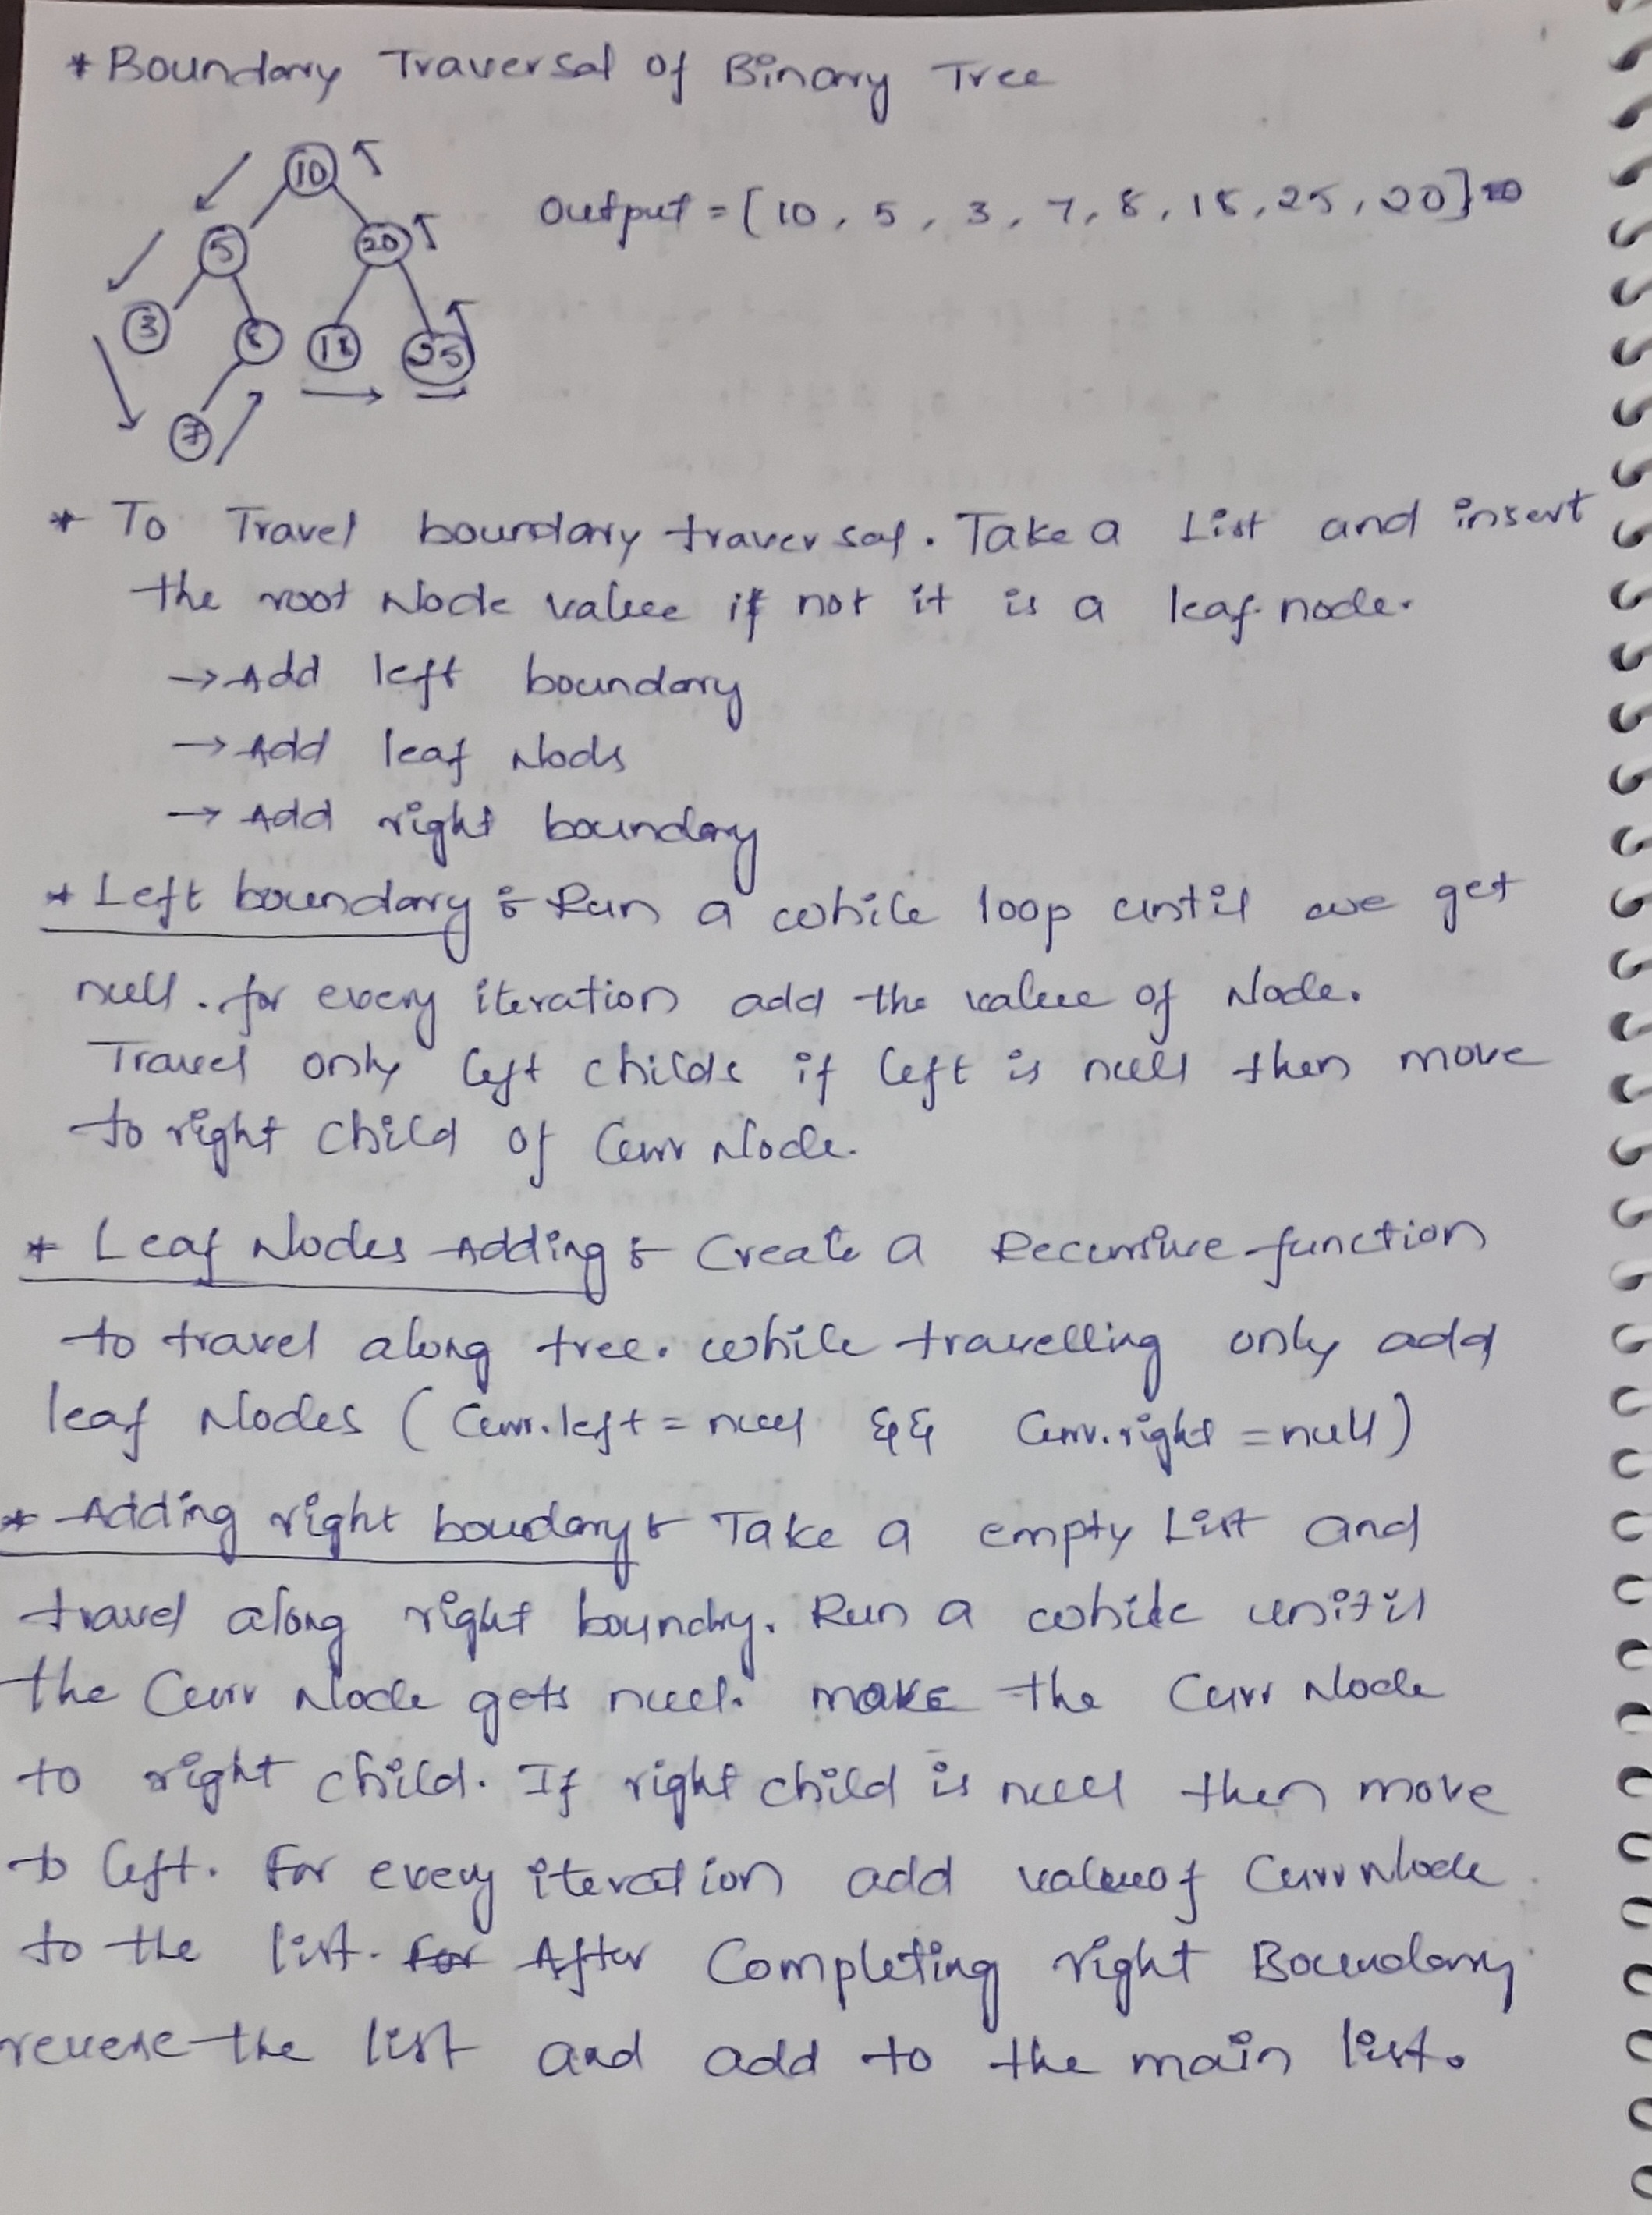 * Boundary Traversal of Binary Tree
10
5 20
3 8 18 25
7
Output = [10, 5, 3, 7, 8, 18, 25, 20]
* To Travel boundary traversal. Take a List and insert
the root Node value if not it is a leaf node.
→ Add left boundary
→ Add leaf Nods
→ Add right boundary
* Left boundary :- Run a while loop until we get
null. for every iteration add the value of Node.
Travel only left childs if left is null then move
to right child of Curr Node.
* Leaf Nodes Adding :- Create a Recursive function
to travel along tree. while travelling only add
leaf Nodes (Curr.left = null && Curr.right = null)
* Adding right boudary :- Take a empty List and
travel along right boundry. Run a while unitil
the Curr Node gets null. make the Curr Node
to right child. If right child is null then move
to left. For every iteration add value of Curr Node
to the list. For After Completing right Boundary
reverse the list and add to the main list.